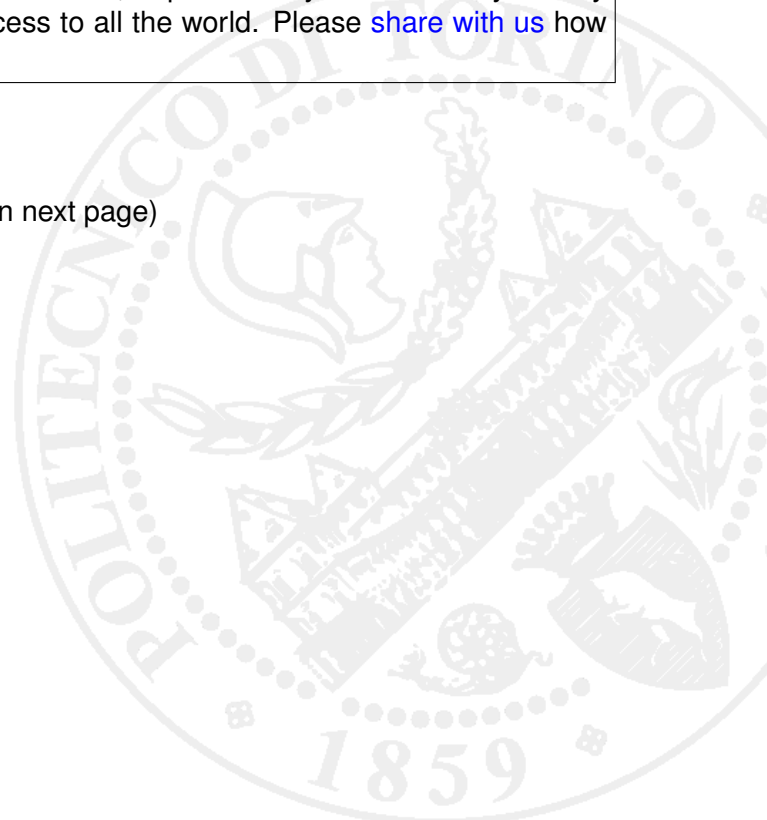 cess to all the world. Please share with us how
n next page)
POLITECNICO DI TORINO
1859